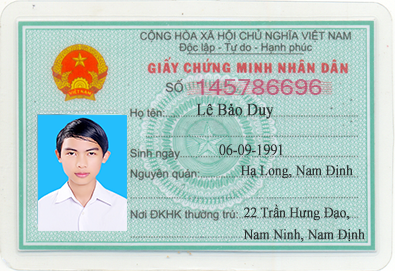 CỘNG HÒA XÃ HỘI CHỦ NGHĨA VIỆT NAM
Độc lập - Tự do - Hạnh phúc
GIẤY CHỨNG MINH NHÂN DÂN
SỐ 145786696
Họ tên: Lê Bảo Duy
Sinh ngày 06-09-1991
Nguyên quán: Hạ Long, Nam Định
Nơi ĐKHK thường trú: 22 Trần Hưng Đạo,
Nam Ninh, Nam Định
VIỆT NAM